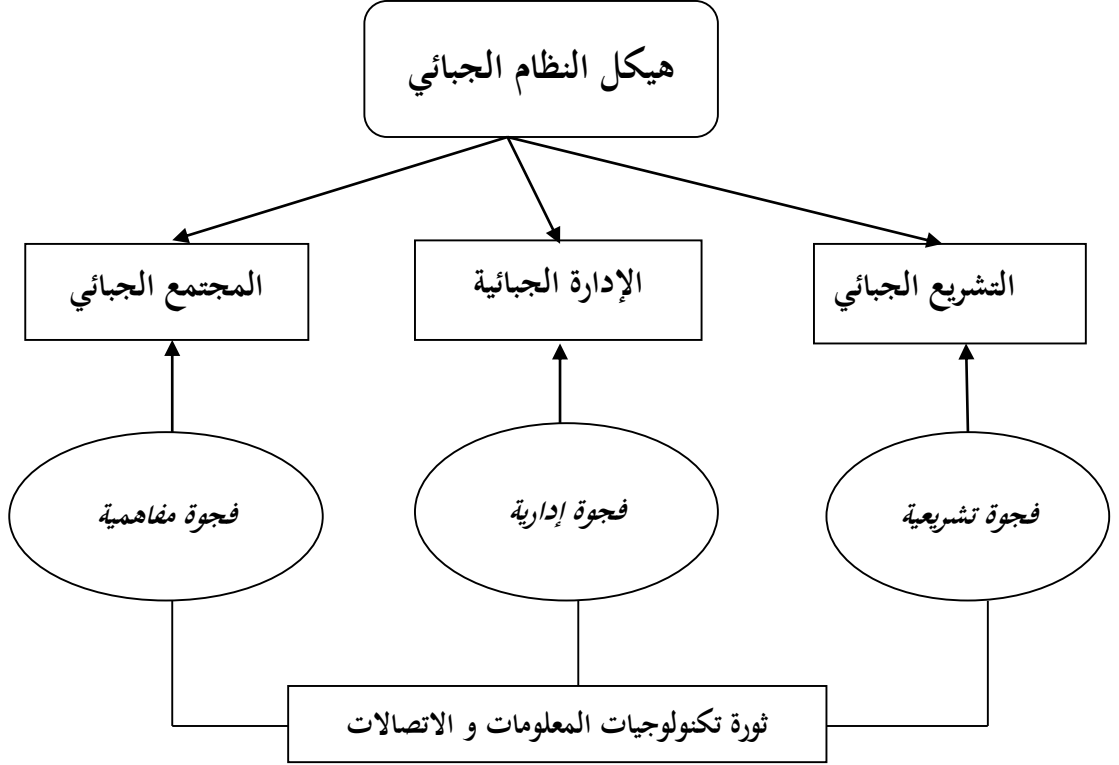 هيكل النظام الجبائي
التشريع الجبائي
الإدارة الجبائية
المجتمع الجبائي
فجوة تشريعية
فجوة إدارية
فجوة مفاهمية
ثورة تكنولوجيات المعلومات و الاتصالات